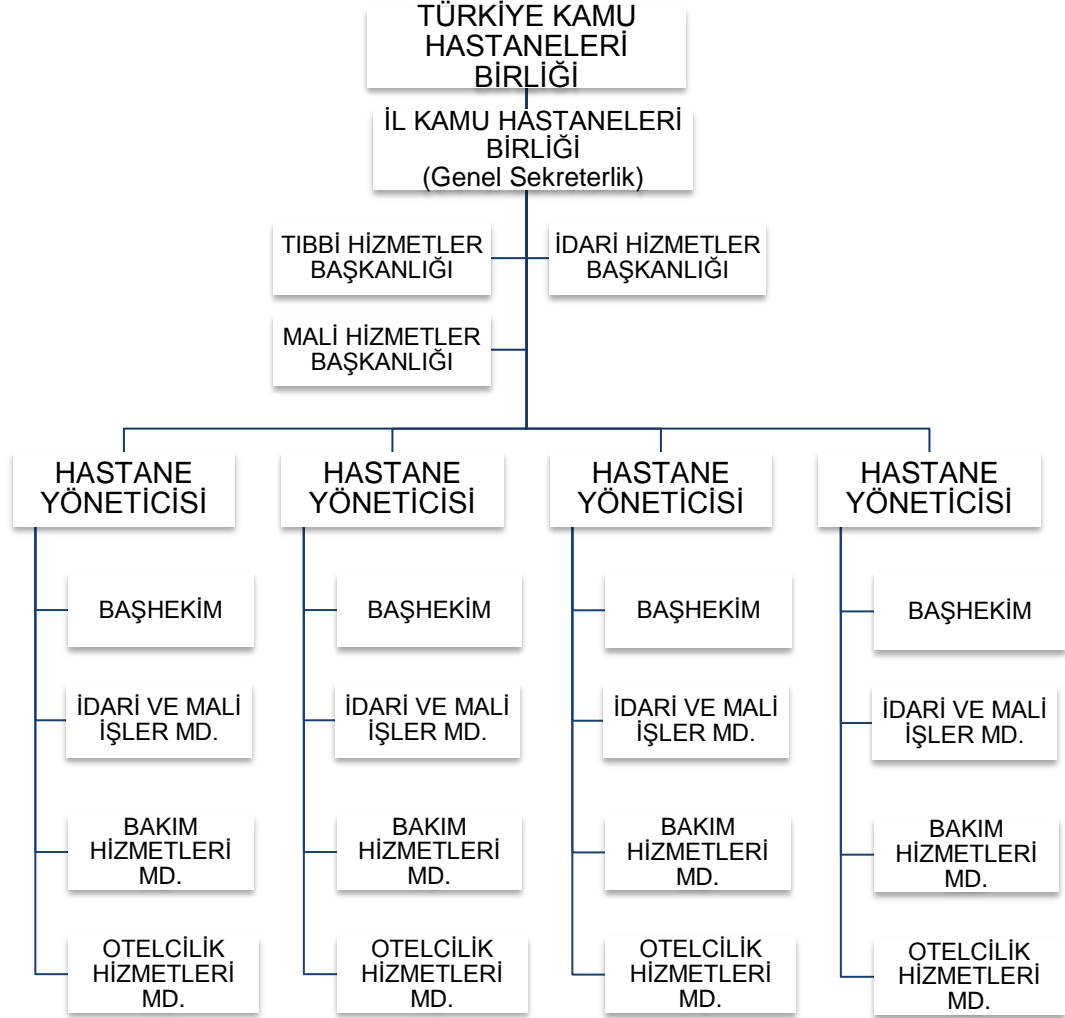 TÜRKİYE KAMU
HASTANELERİ
BİRLİĞİ
İL KAMU HASTANELERİ
BİRLİĞİ
(Genel Sekreterlik)
TIBBİ HİZMETLER
BAŞKANLIĞI
İDARİ HİZMETLER
BAŞKANLIĞI
MALİ HİZMETLER
BAŞKANLIĞI
HASTANE
YÖNETİCİSİ
BAŞHEKİM
İDARİ VE MALİ
İŞLER MD.
BAKIM
HİZMETLERİ
MD.
OTELCİLİK
HİZMETLERİ
MD.
HASTANE
YÖNETİCİSİ
BAŞHEKİM
İDARİ VE MALİ
İŞLER MD.
BAKIM
HİZMETLERİ
MD.
OTELCİLİK
HİZMETLERİ
MD.
HASTANE
YÖNETİCİSİ
BAŞHEKİM
İDARİ VE MALİ
İŞLER MD.
BAKIM
HİZMETLERİ
MD.
OTELCİLİK
HİZMETLERİ
MD.
HASTANE
YÖNETİCİSİ
BAŞHEKİM
İDARİ VE MALİ
İŞLER MD.
BAKIM
HİZMETLERİ
MD.
OTELCİLİK
HİZMETLERİ
MD.